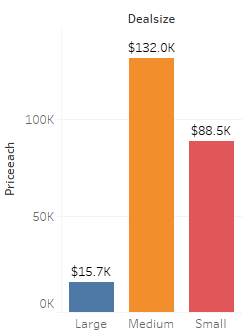 Dealsize
$132.0K
$88.5K
$15.7K
100K
50K
0K
Priceeach
Large Medium Small